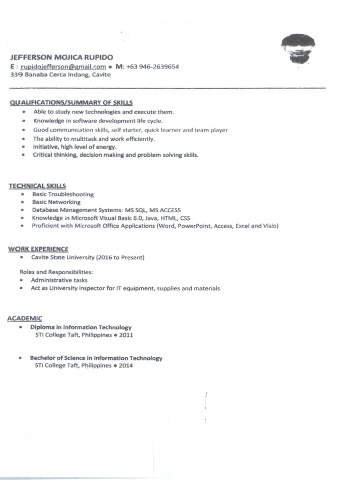 JEFFERSON MOJICA RUPIDO
E : rupidojefferson@gmail.com ● M: +63 946-2639654
339 Banaba Cerca Indang, Cavite
QUALIFICATIONS/SUMMARY OF SKILLS
• Able to study new technologies and execute them.
• Knowledge in software development life cycle.
• Good communication skills, self starter, quick learner and team player
• The ability to multitask and work efficiently.
• Initiative, high level of energy.
• Critical thinking, decision making and problem solving skills.
TECHNICAL SKILLS
• Basic Troubleshooting
• Basic Networking
• Database Management Systems: MS SQL, MS ACCESS
• Knowledge in Microsoft Visual Basic 6.0, Java, HTML, CSS
• Proficient with Microsoft Office Applications (Word, PowerPoint, Access, Excel and Visio)
WORK EXPERIENCE
• Cavite State University (2016 to Present)
Roles and Responsibilities:
• Administrative tasks
• Act as University inspector for IT equipment, supplies and materials
ACADEMIC
• Diploma in Information Technology
STI College Taft, Philippines ● 2011
• Bachelor of Science in Information Technology
STI College Taft, Philippines ● 2014